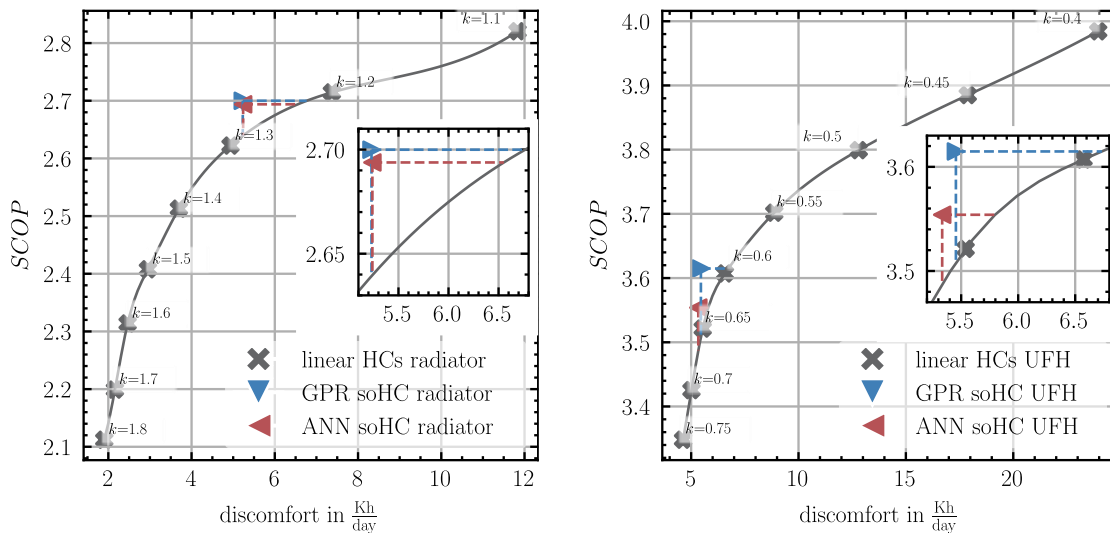 SCOP
2.8
2.7
2.6
2.5
2.4
2.3
2.2
2.1
k=1.1
k=1.2
k=1.3
k=1.4
k=1.5
k=1.6
k=1.7
k=1.8
2.70
2.65
5.5 6.0 6.5
linear HCs radiator
GPR soHC radiator
ANN soHC radiator
2 4 6 8 10 12
discomfort in Kh/day
SCOP
4.0
3.9
3.8
3.7
3.6
3.5
3.4
k=0.4
k=0.45
k=0.5
k=0.55
k=0.6
k=0.65
k=0.7
k=0.75
3.6
3.5
5.5 6.0 6.5
linear HCs UFH
GPR soHC UFH
ANN soHC UFH
5 10 15 20
discomfort in Kh/day